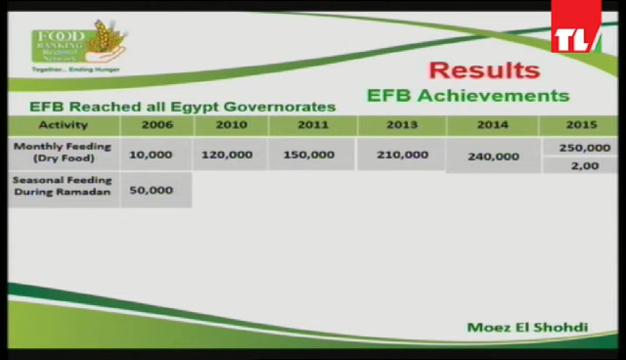 FOOD
BANKING
Regional
Network
Together... Ending Hunger
TL
Results
EFB Achievements
EFB Reached all Egypt Governorates
Activity 2006 2010 2011 2013 2014 2015
Monthly Feeding (Dry Food) 10,000 120,000 150,000 210,000 240,000 250,000
2,00
Seasonal Feeding During Ramadan 50,000
Moez El Shohdi